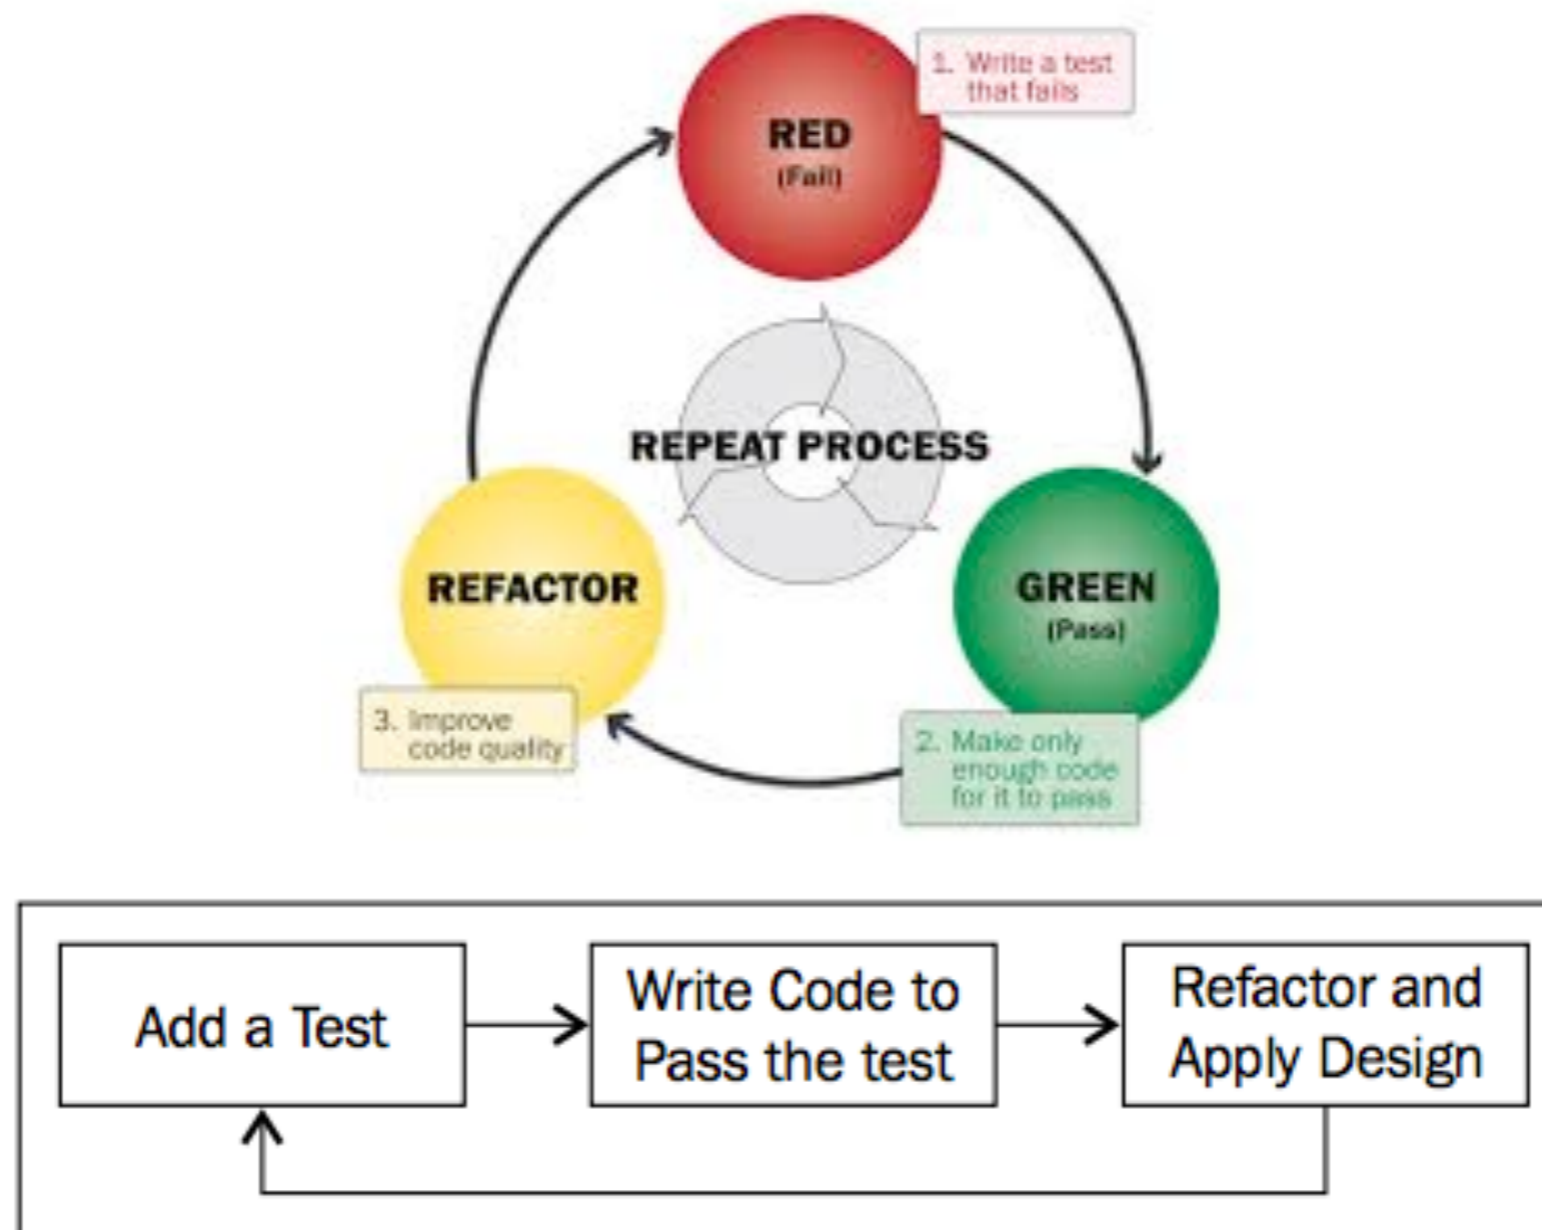 1. Write a test
that fails
RED
(Fail)
REPEAT PROCESS
REFACTOR
GREEN
(Pass)
3. Improve
code quality
2. Make only
enough code
for it to pass
Add a Test
Write Code to
Pass the test
Refactor and
Apply Design